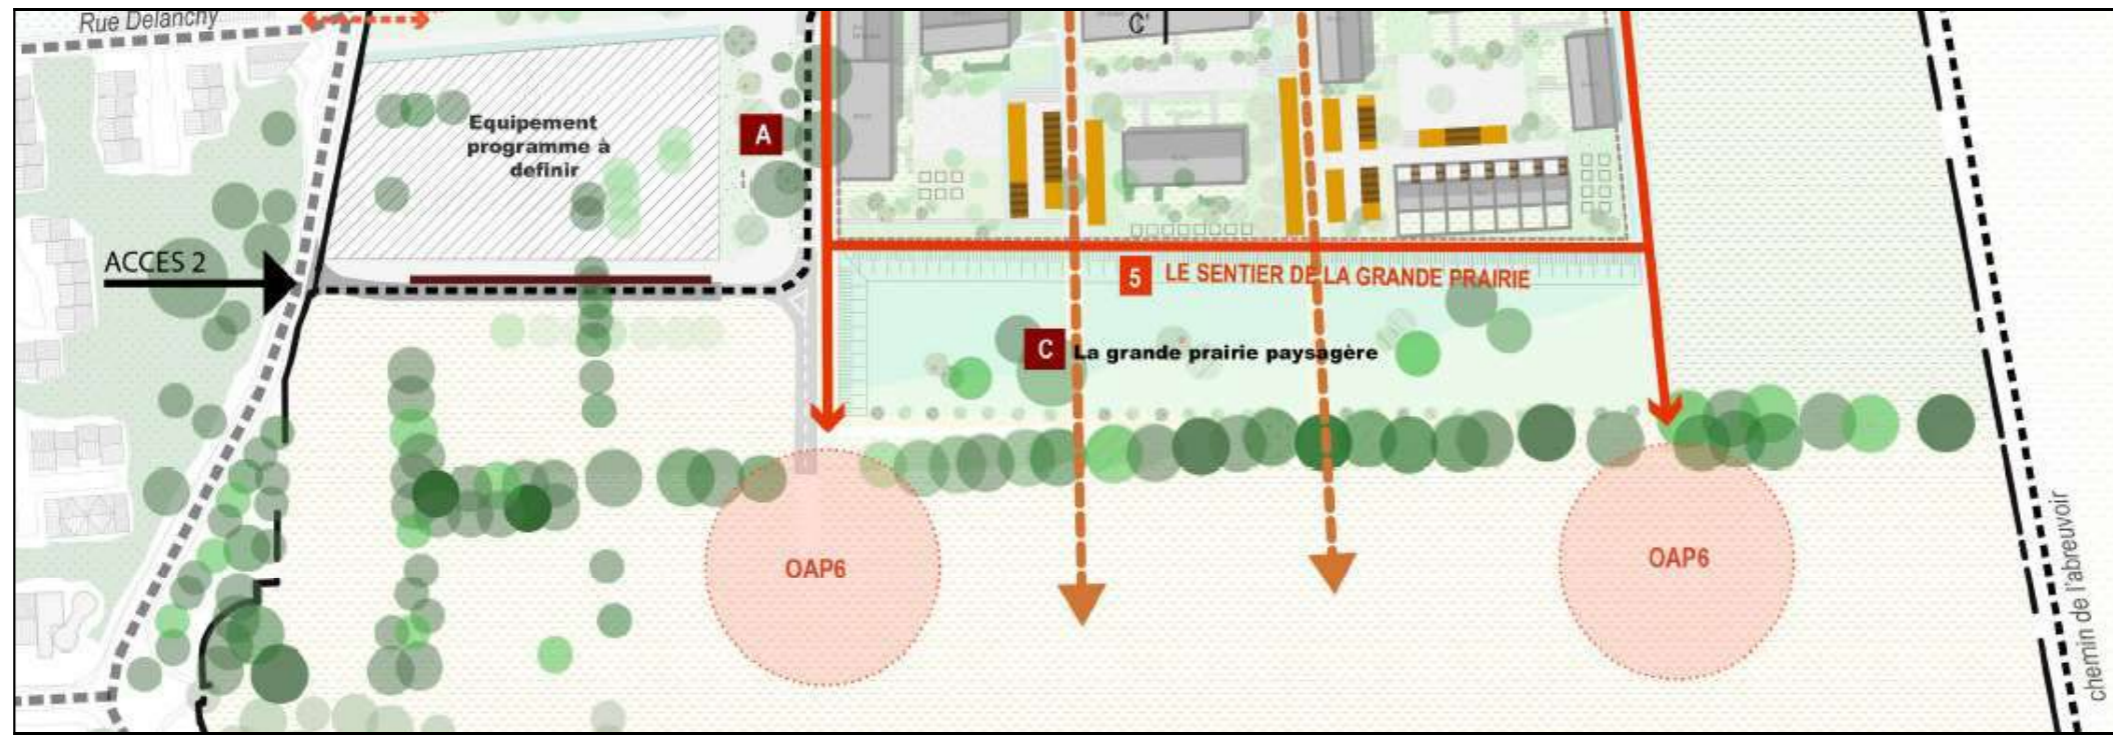 Rue Delanchy
C'
Equipement
programme à
definir
A
ACCES 2
5 LE SENTIER DE LA GRANDE PRAIRIE
C La grande prairie paysagère
OAP6
OAP6
chemin de l'abreuvoir